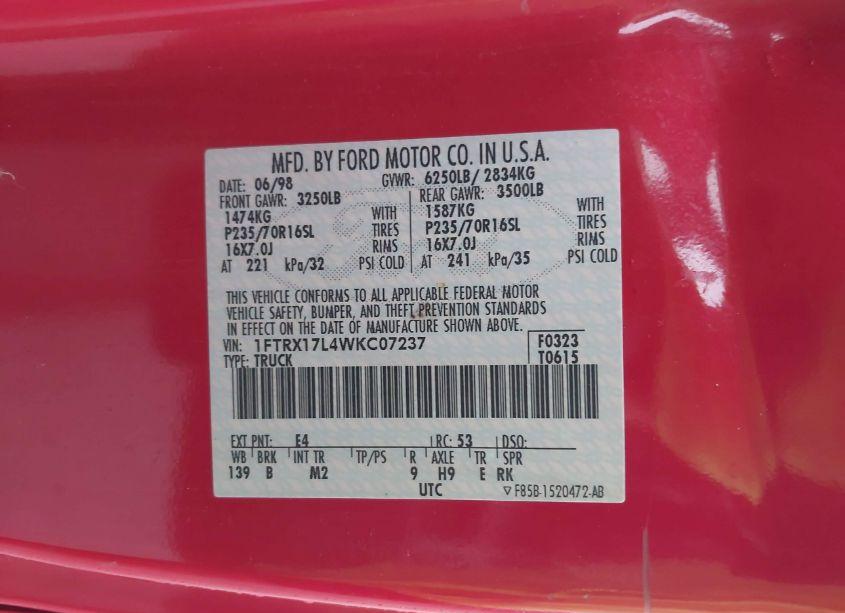 MFD. BY FORD MOTOR CO. IN U.S.A.
DATE: 06/98 GVWR: 6250LB/ 2834KG
FRONT GAWR: 3250LB REAR GAWR: 3500LB
1474KG WITH 1587KG WITH
P235/70R16SL TIRES P235/70R16SL TIRES
16X7.0J RIMS 16X7.0J RIMS
AT 221 kPa/32 PSI COLD AT 241 kPa/35 PSI COLD
THIS VEHICLE CONFORMS TO ALL APPLICABLE FEDERAL MOTOR
VEHICLE SAFETY, BUMPER, AND THEFT PREVENTION STANDARDS
IN EFFECT ON THE DATE OF MANUFACTURE SHOWN ABOVE.
VIN: 1FTRX17L4WKC07237 F0323
TYPE: TRUCK T0615
EXT PNT: E4 RC: 53 DSO:
WB BRK INT TR TP/PS R AXLE TR SPR
139 B M2 9 H9 E RK
UTC ▽ F85B-1520472-AB